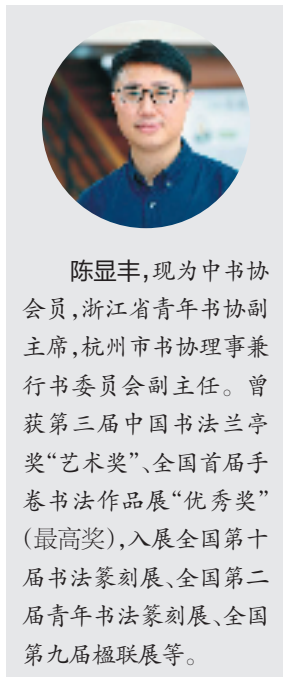 陈显丰,现为中书协
会员,浙江省青年书协副
主席,杭州市书协理事兼
行书委员会副主任。曾
获第三届中国书法兰亭
奖“艺术奖”、全国首届手
卷书法作品展“优秀奖”
(最高奖),入展全国第十
届书法篆刻展、全国第二
届青年书法篆刻展、全国
第九届楹联展等。